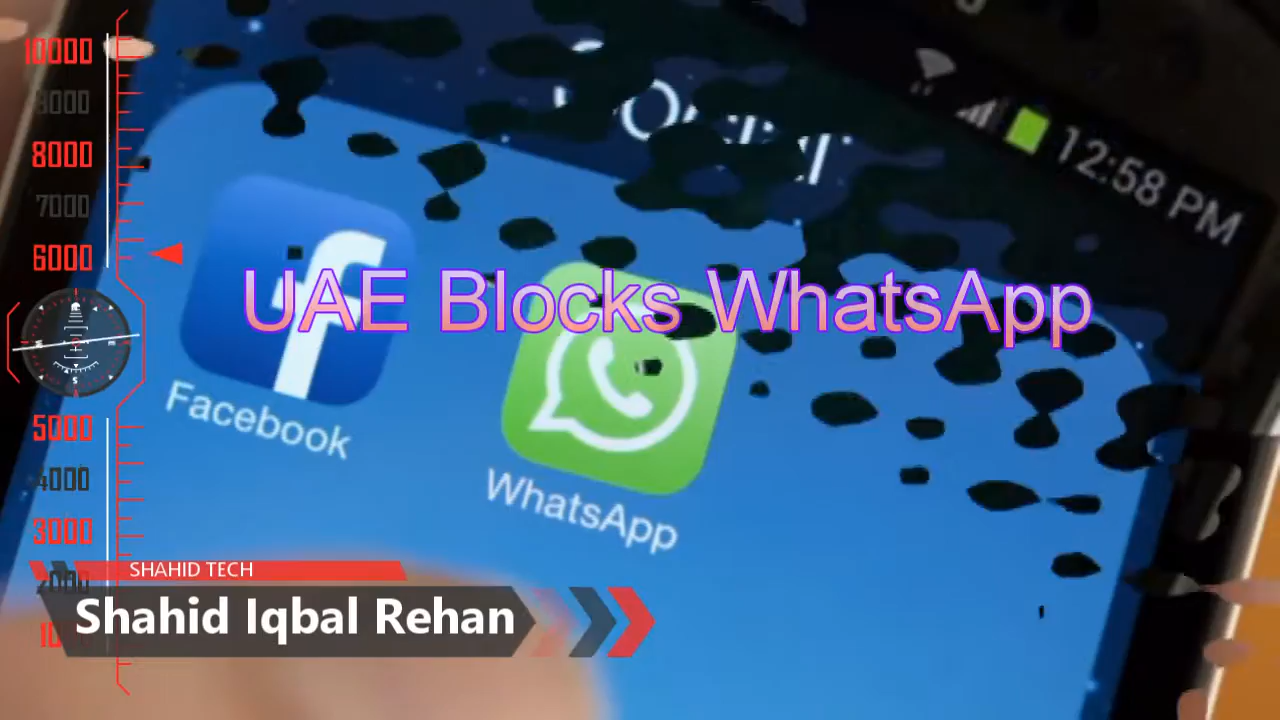 10000
8000
7000
6000
12:58 PM
UAE Blocks WhatsApp
Facebook
WhatsApp
5000
4000
3000
SHAHID TECH
Shahid Iqbal Rehan